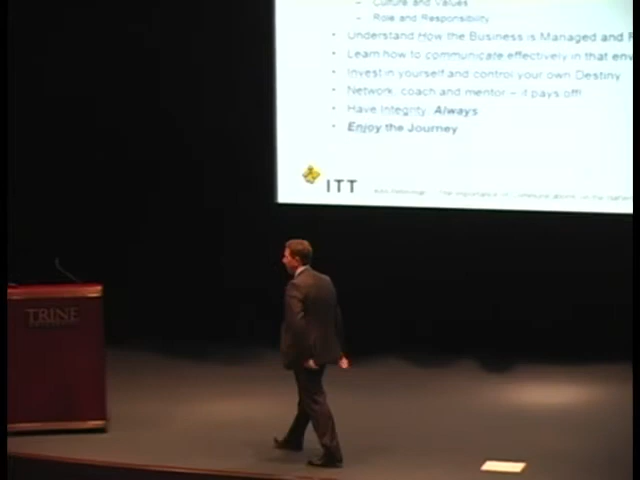 - Culture and Values
- Role and Responsibility
• Understand How the Business is Managed and
• Learn how to communicate effectively in that
• Invest in yourself and control your own Destiny
• Network, coach and mentor – it pays off!
• Have Integrity, Always
• Enjoy the Journey
ITT
TRINE